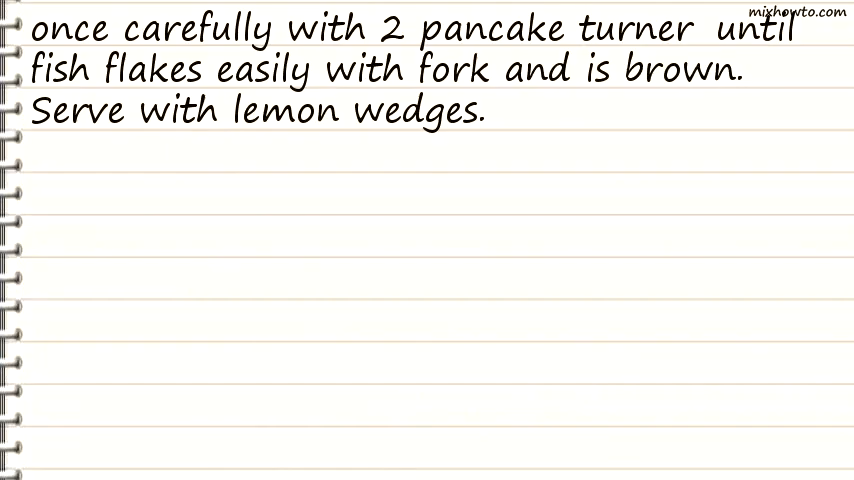 mixhowto.com
once carefully with 2 pancake turner until
fish flakes easily with fork and is brown.
Serve with lemon wedges.